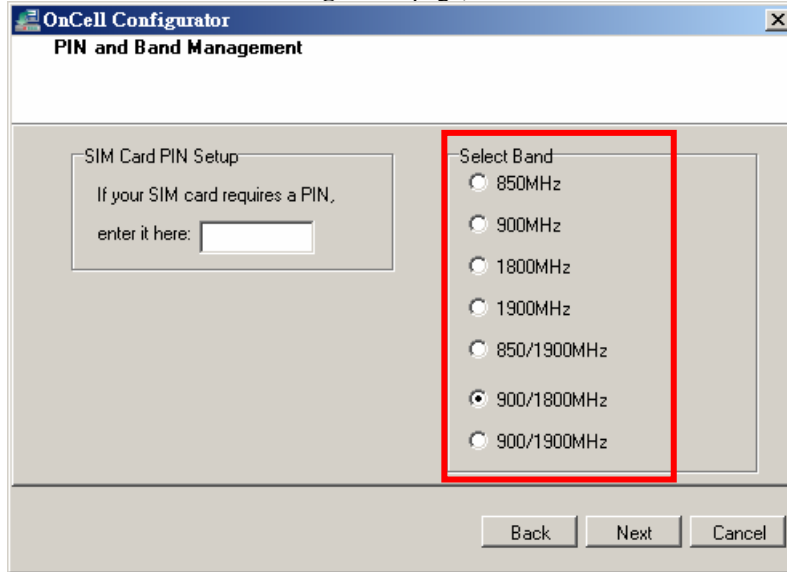 OnCell Configurator
PIN and Band Management
SIM Card PIN Setup
If your SIM card requires a PIN,
enter it here:
Select Band
850MHz
900MHz
1800MHz
1900MHz
850/1900MHz
900/1800MHz
900/1900MHz
Back Next Cancel